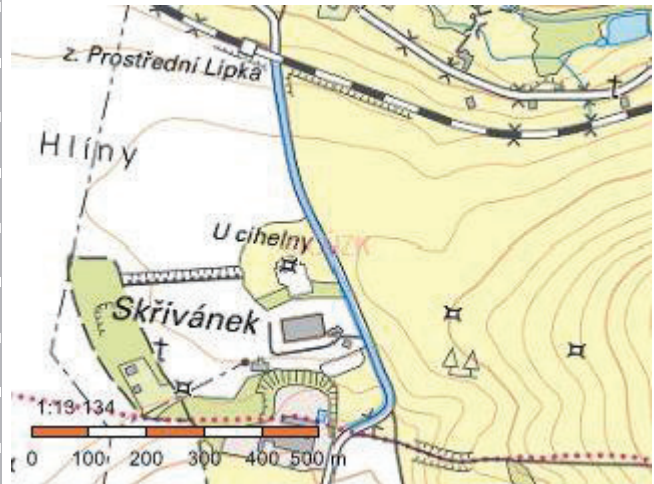 z. Prostřední Lipka
Hlíny
U cihelny
Skřivánek
1:13 134
0 100 200 300 400 500 m